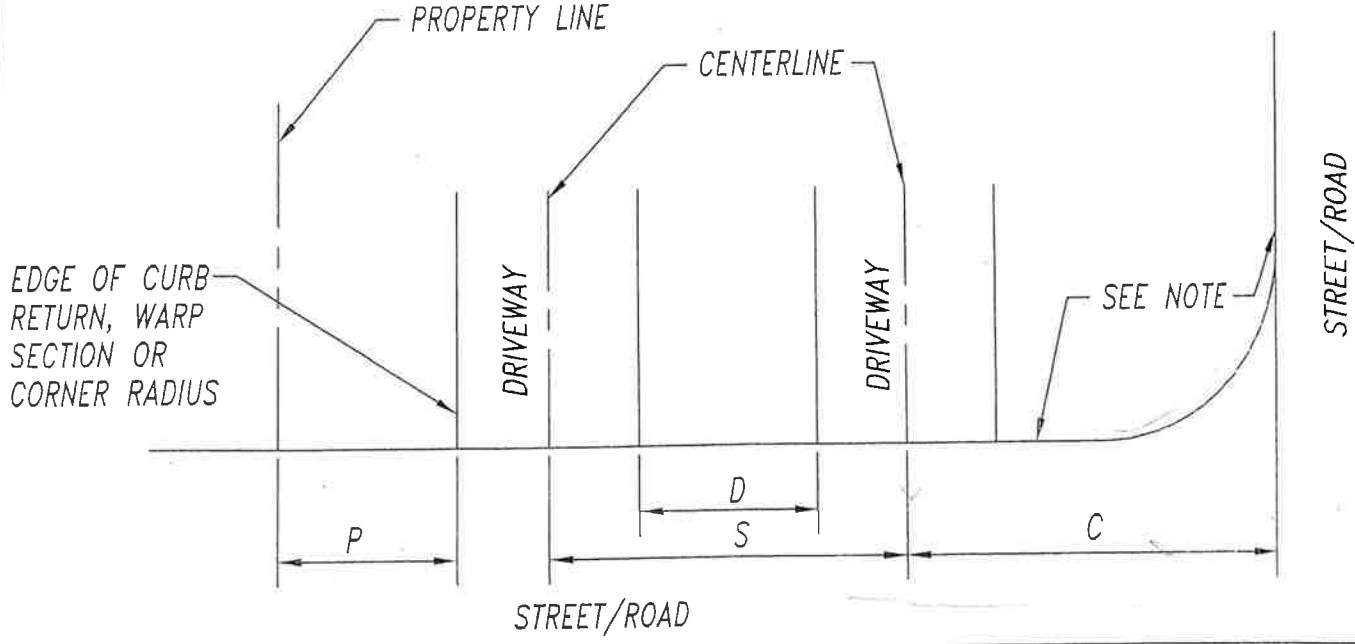 PROPERTY LINE
CENTERLINE
EDGE OF CURB
RETURN, WARP
SECTION OR
CORNER RADIUS
DRIVEWAY
DRIVEWAY
SEE NOTE
STREET/ROAD
D
P
S
C
STREET/ROAD